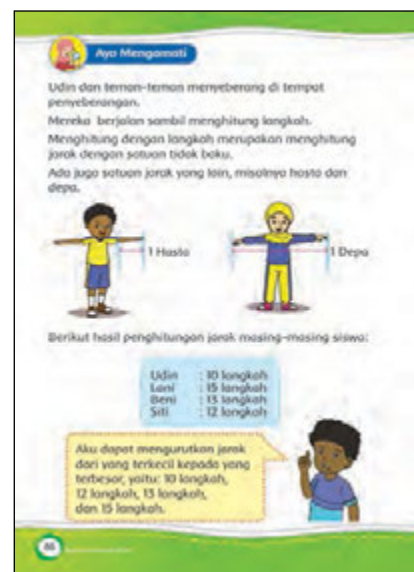 Ayo Mengamati
Udin dan teman-teman menyeberang di tempat
penyeberangan.
Mereka berjalan sambil menghitung langkah.
Menghitung dengan langkah merupakan menghitung
jarak dengan satuan tidak baku.
Ada juga satuan jarak yang lain, misalnya hasta dan
depa.
1 Hasta
1 Depa
Berikut hasil penghitungan jarak masing-masing siswa:
Udin : 10 langkah
Lani : 15 langkah
Beni : 13 langkah
Siti : 12 langkah
Aku dapat mengurutkan jarak
dari yang terkecil kepada yang
terbesar, yaitu: 10 langkah,
12 langkah, 13 langkah,
dan 15 langkah.